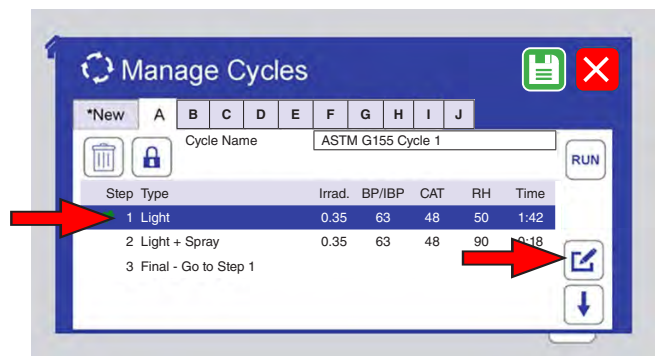 Manage Cycles
*New A B C D E F G H I J
Cycle Name ASTM G155 Cycle 1
RUN
Step Type Irrad. BP/IBP CAT RH Time
1 Light 0.35 63 48 50 1:42
2 Light + Spray 0.35 63 48 90 0:18
3 Final - Go to Step 1